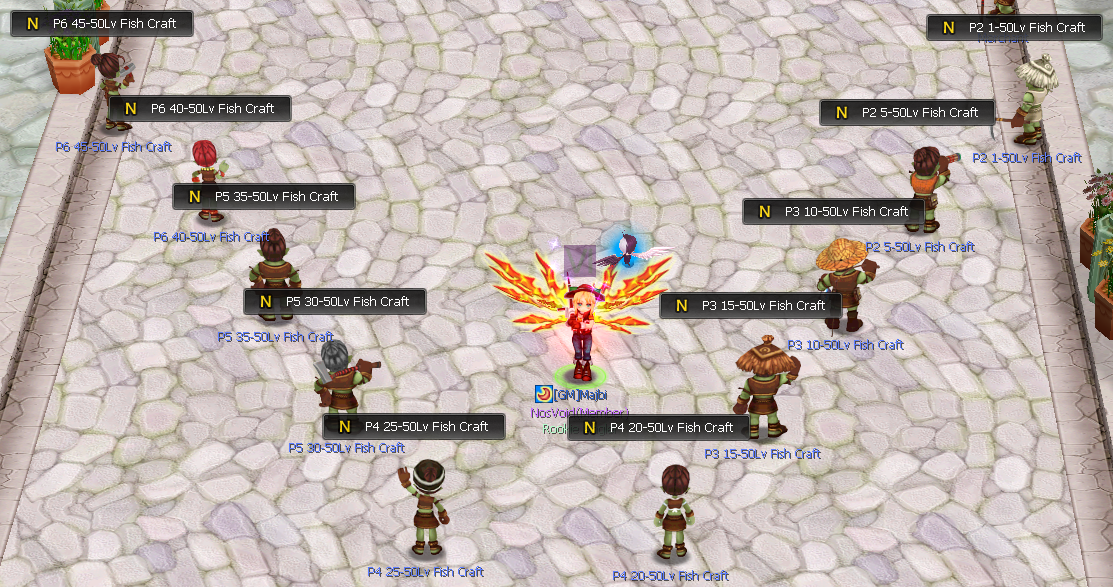 N P6 45-50Lv Fish Craft
N P2 1-50Lv Fish Craft
N P6 40-50Lv Fish Craft
N P2 5-50Lv Fish Craft
P6 45-50Lv Fish Craft
P2 1-50Lv Fish Craft
N P5 35-50Lv Fish Craft
N P3 10-50Lv Fish Craft
P6 40-50Lv Fish Craft
P2 5-50Lv Fish Craft
N P5 30-50Lv Fish Craft
N P3 15-50Lv Fish Craft
P5 35-50Lv Fish Craft
P3 10-50Lv Fish Craft
[GM]Majbi
NosVoid(Member)
N P4 25-50Lv Fish Craft
N P4 20-50Lv Fish Craft
P5 30-50Lv Fish Craft
P3 15-50Lv Fish Craft
P4 25-50Lv Fish Craft
P4 20-50Lv Fish Craft